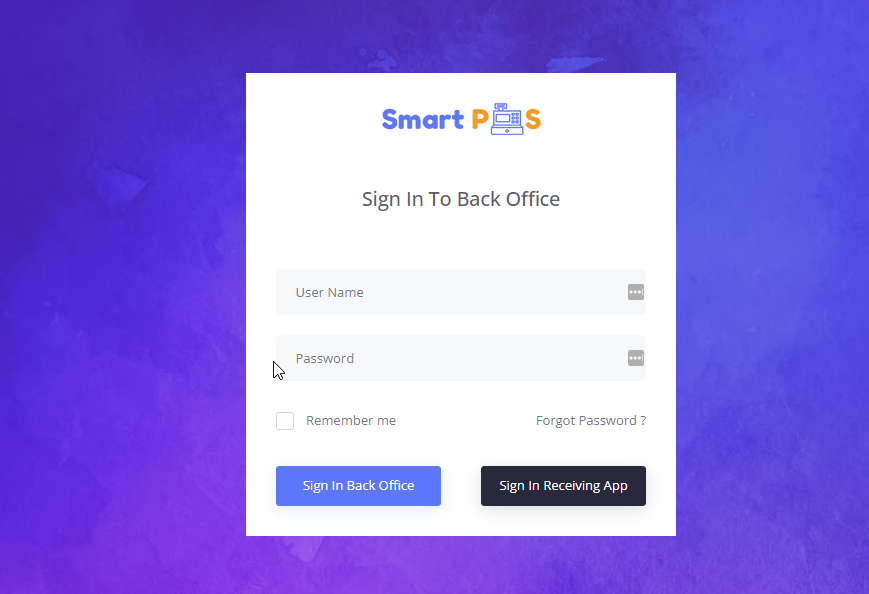 Smart POS
Sign In To Back Office
User Name
Password
Remember me
Forgot Password ?
Sign In Back Office
Sign In Receiving App